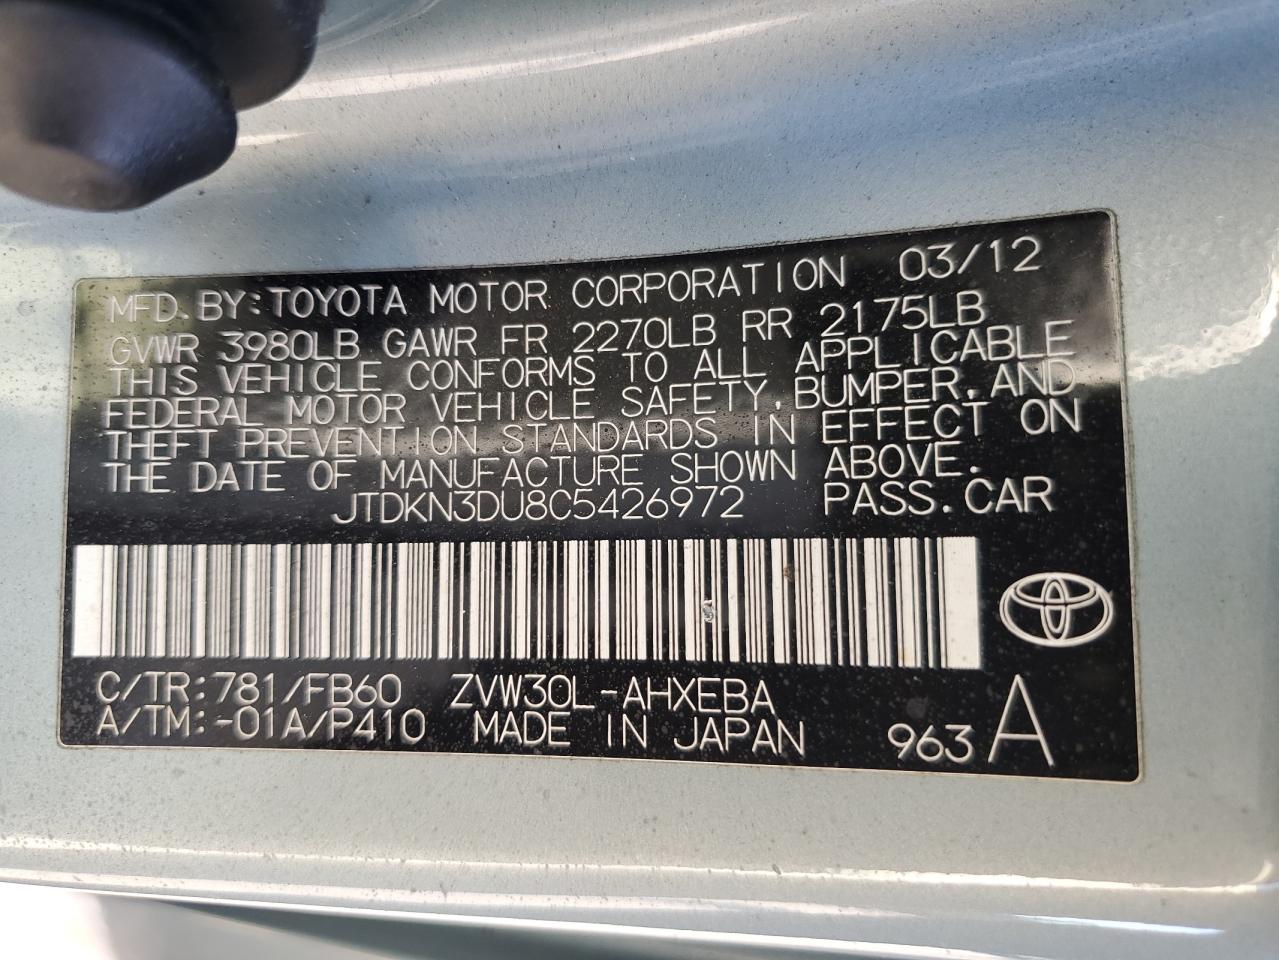 MFD. BY: TOYOTA MOTOR CORPORATION 03/12
GVWR 3980LB GAWR FR 2270LB RR 2175LB
THIS VEHICLE CONFORMS TO ALL APPLICABLE
FEDERAL MOTOR VEHICLE SAFETY, BUMPER, AND
THEFT PREVENTION STANDARDS IN EFFECT ON
THE DATE OF MANUFACTURE SHOWN ABOVE.
JTDKN3DU8C5426972 PASS. CAR
C/TR: 781/FB60 ZVW30L-AHXEBA
A/TM: -01A/P410 MADE IN JAPAN 963 A